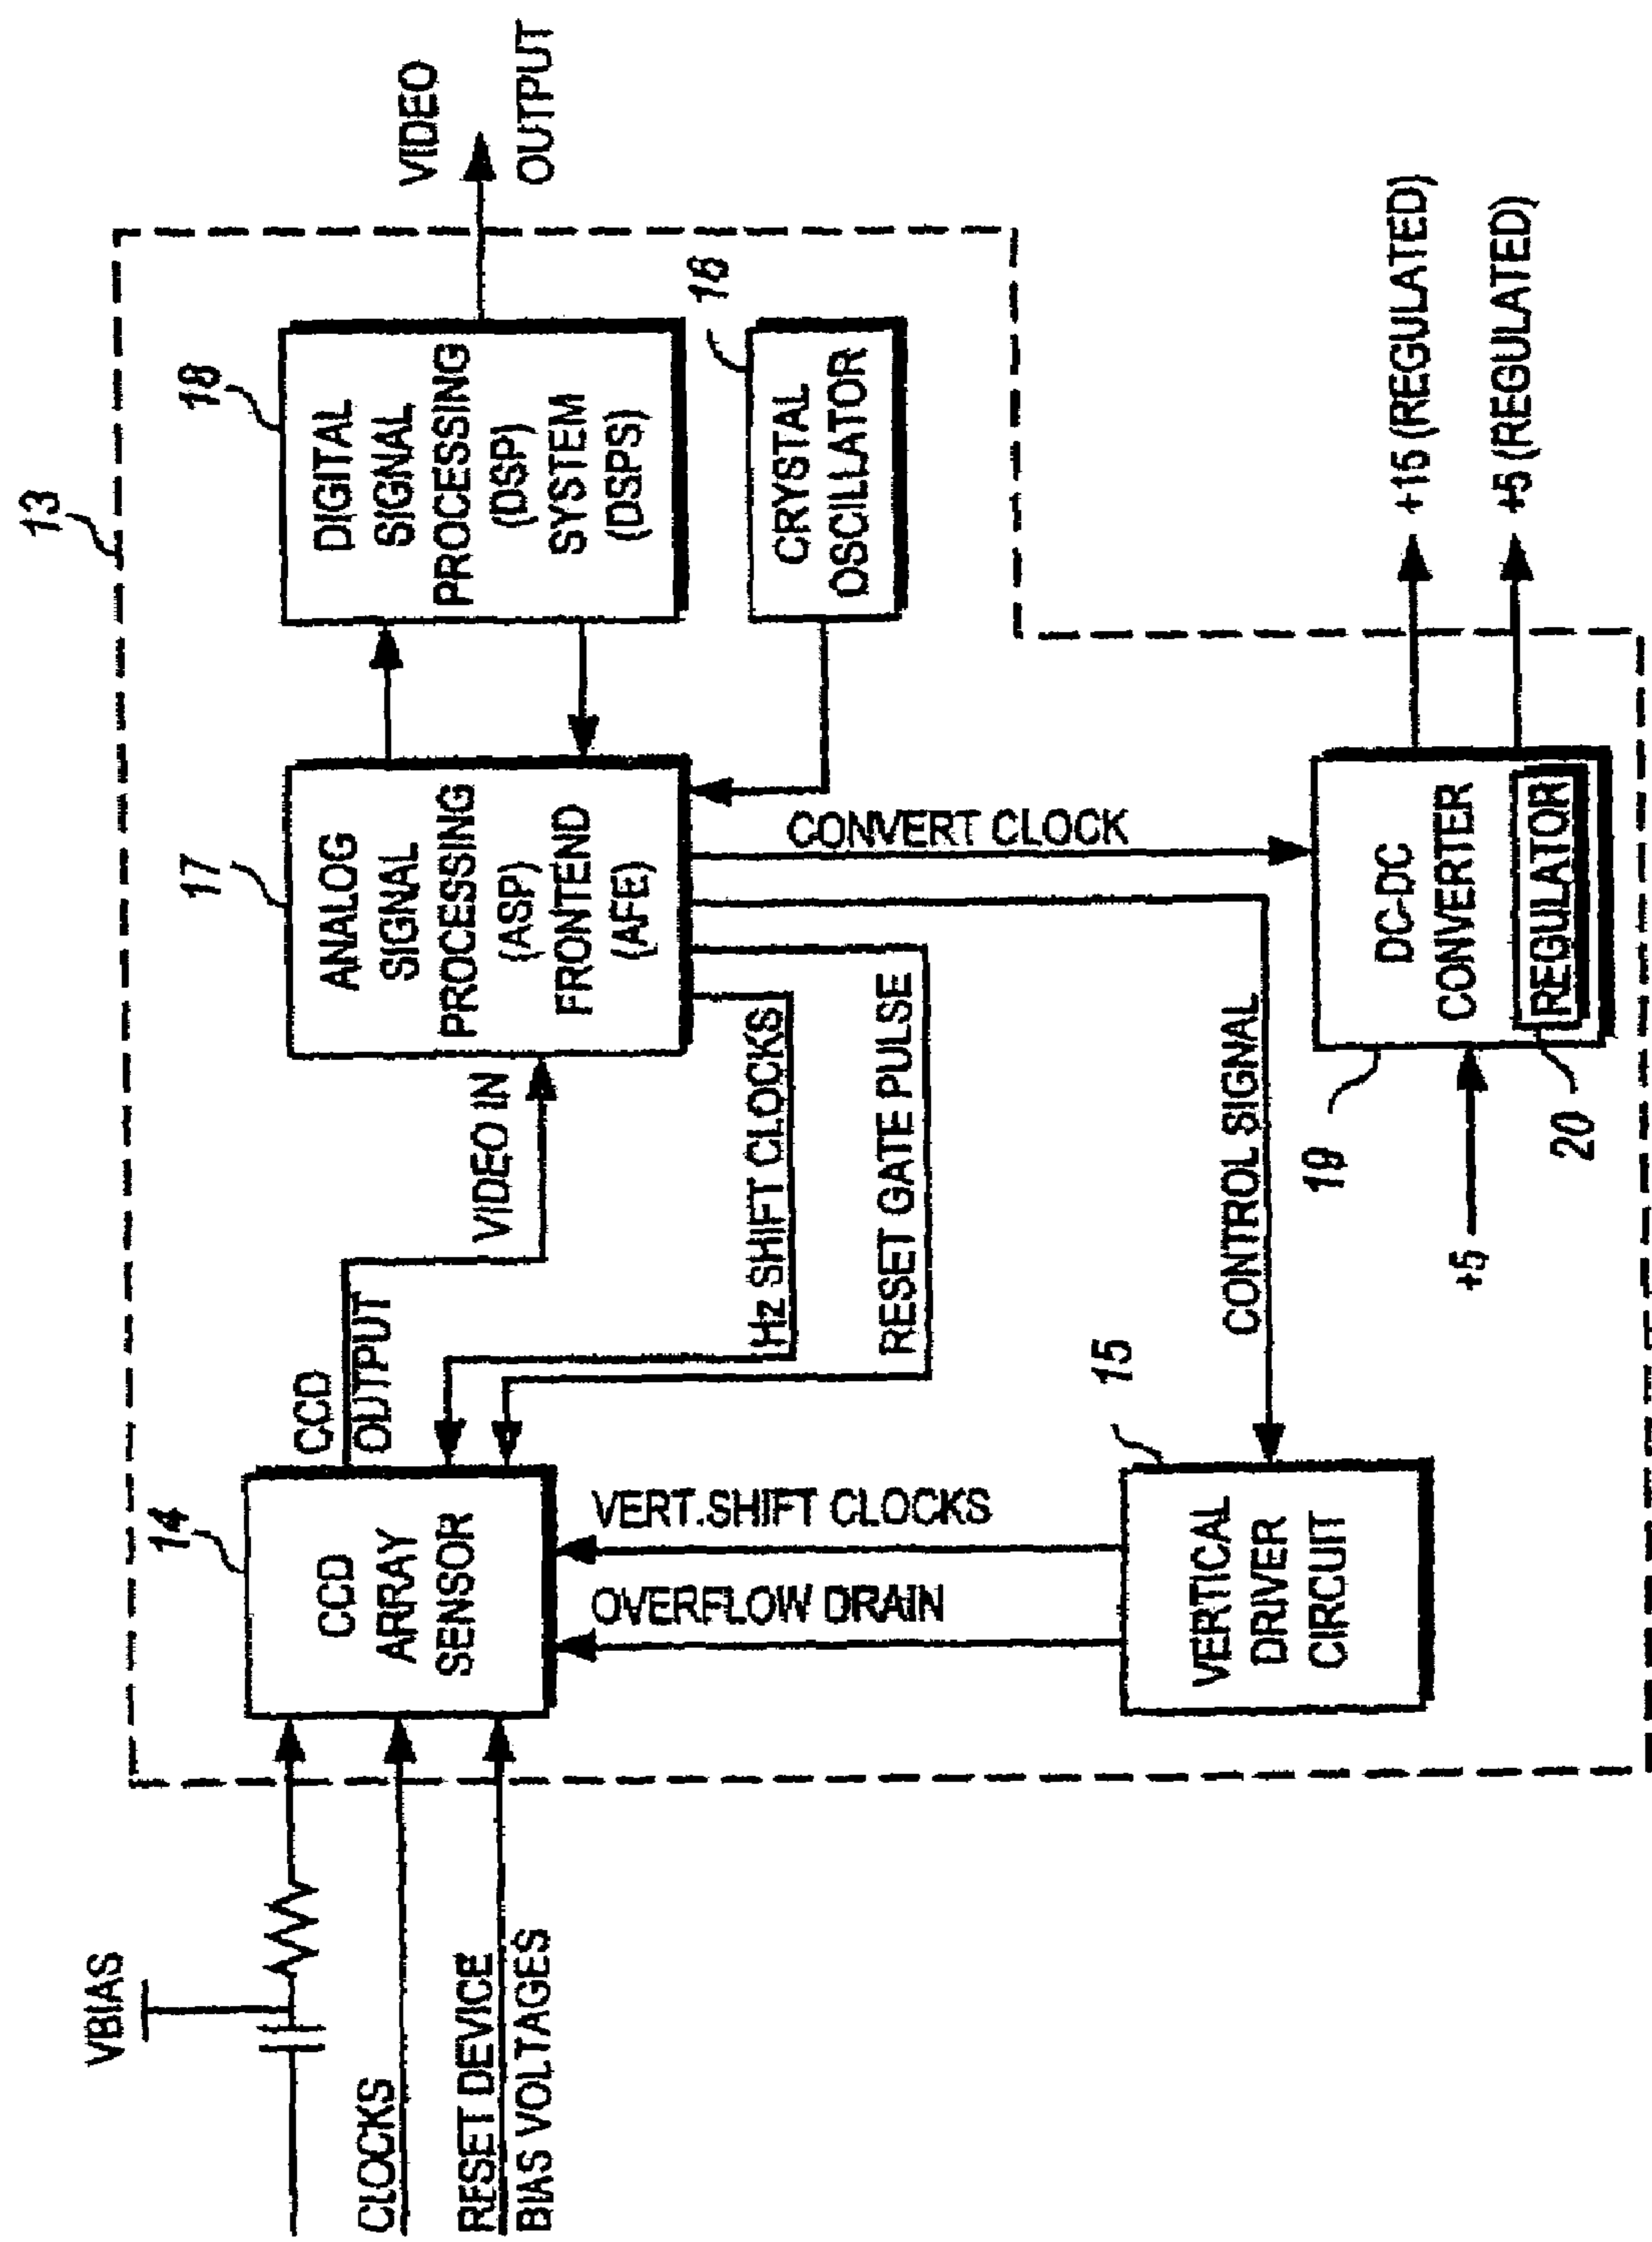 13
VBIAS
14
17
18
CCD
ARRAY
SENSOR
CCD
OUTPUT
VIDEO IN
ANALOG
SIGNAL
PROCESSING
(ASP)
FRONTEND
(AFE)
DIGITAL
SIGNAL
PROCESSING
(DSP)
SYSTEM
(DSPS)
VIDEO
OUTPUT
CLOCKS
RESET DEVICE
BIAS VOLTAGES
16
CRYSTAL
OSCILLATOR
Hz SHIFT CLOCKS
RESET GATE PULSE
CONVERT CLOCK
VERT.SHIFT CLOCKS
OVERFLOW DRAIN
15
CONTROL SIGNAL
VERTICAL
DRIVER
CIRCUIT
19
DC-DC
CONVERTER
REGULATOR
20
+5
+15 (REGULATED)
+5 (REGULATED)